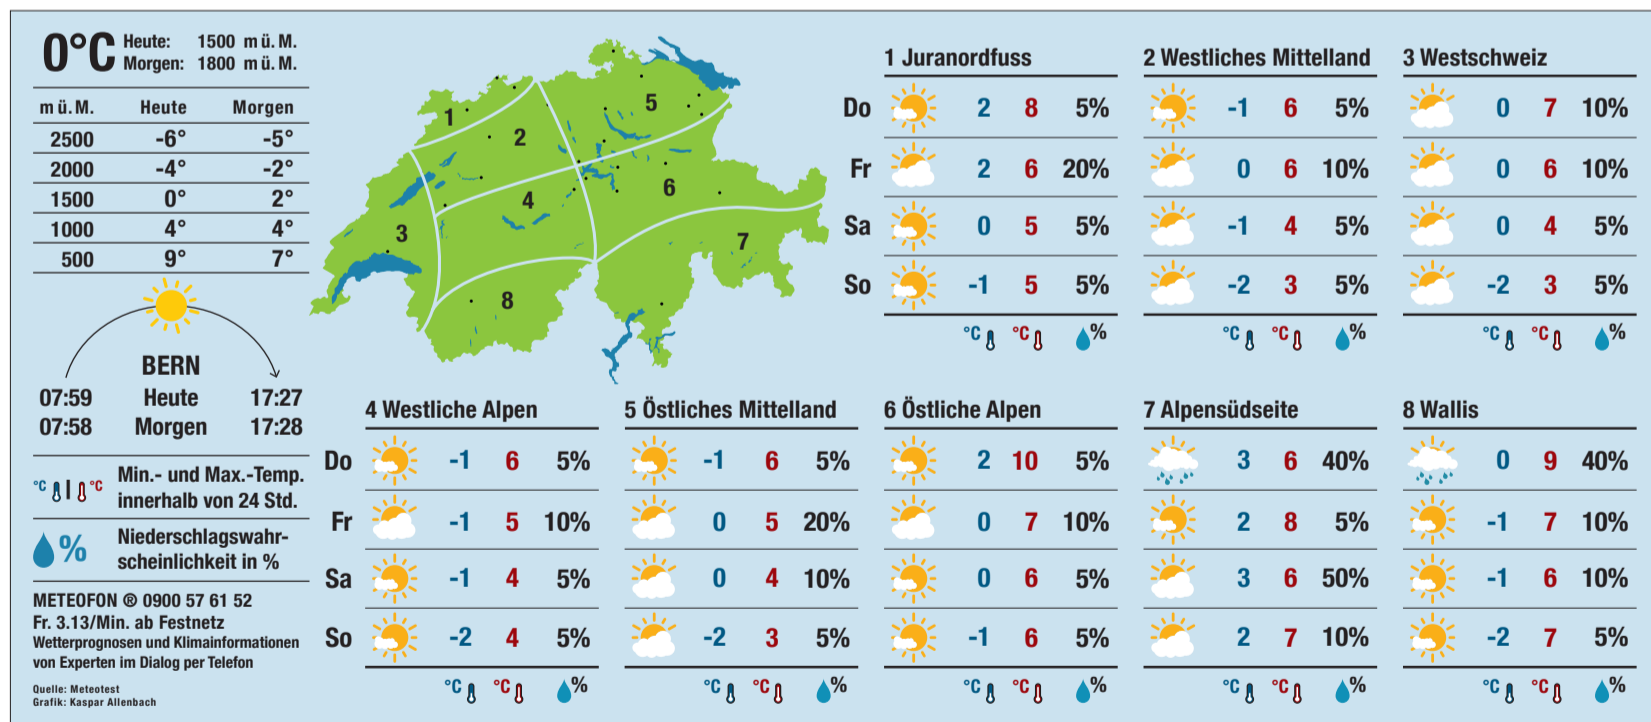 0°C
Heute: 1500 m ü. M.
Morgen: 1800 m ü. M.
m ü. M. Heute Morgen
2500 -6° -5°
2000 -4° -2°
1500 0° 2°
1000 4° 4°
500 9° 7°
BERN
07:59 Heute 17:27
07:58 Morgen 17:28
°C | °C Min.- und Max.-Temp.
innerhalb von 24 Std.
% Niederschlagswahr-
scheinlichkeit in %
METEOFON ® 0900 57 61 52
Fr. 3.13/Min. ab Festnetz
Wetterprognosen und Klimainformationen
von Experten im Dialog per Telefon
Quelle: Meteotest
Grafik: Kaspar Allenbach
1
2
3
4
5
6
7
8
1 Juranordfuss
Do 2 8 5%
Fr 2 6 20%
Sa 0 5 5%
So -1 5 5%
°C °C %
2 Westliches Mittelland
-1 6 5%
0 6 10%
-1 4 5%
-2 3 5%
°C °C %
3 Westschweiz
0 7 10%
0 6 10%
0 4 5%
-2 3 5%
°C °C %
4 Westliche Alpen
Do -1 6 5%
Fr -1 5 10%
Sa -1 4 5%
So -2 4 5%
°C °C %
5 Östliches Mittelland
-1 6 5%
0 5 20%
0 4 10%
-2 3 5%
°C °C %
6 Östliche Alpen
2 10 5%
0 7 10%
0 6 5%
-1 6 5%
°C °C %
7 Alpensüdseite
3 6 40%
2 8 5%
3 6 50%
2 7 10%
°C °C %
8 Wallis
0 9 40%
-1 7 10%
-1 6 10%
-2 7 5%
°C °C %